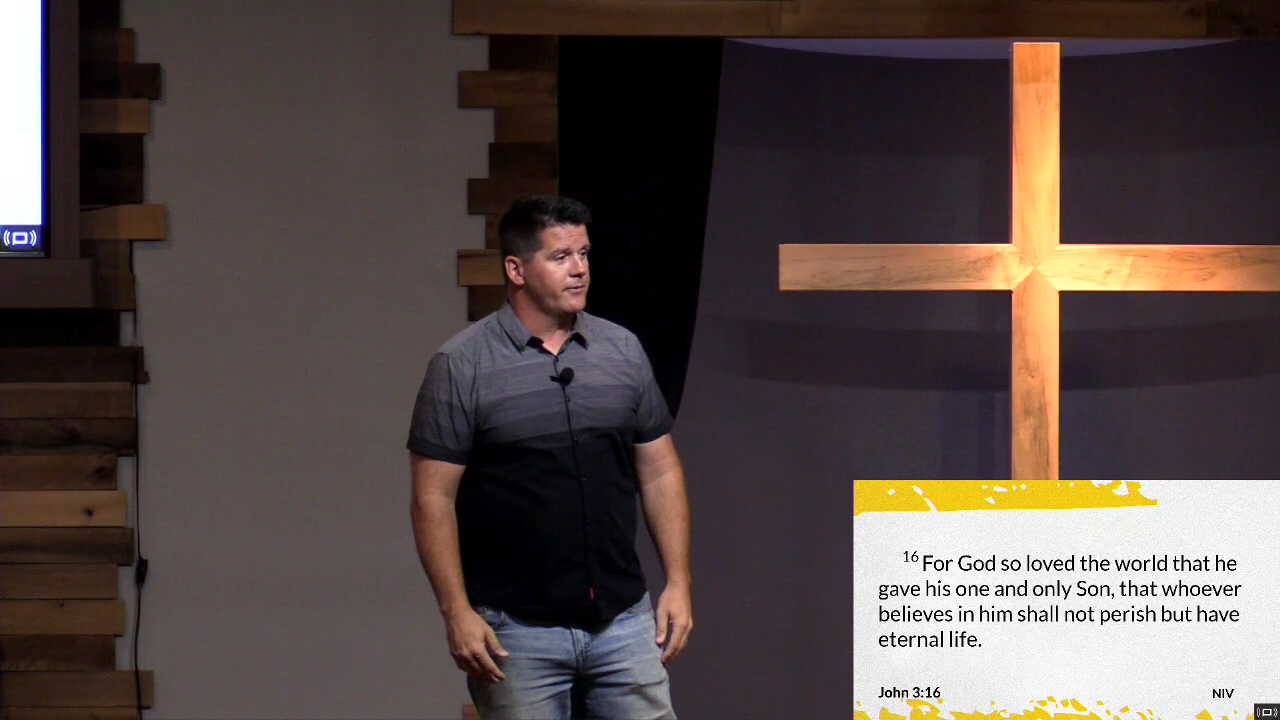 16 For God so loved the world that he
gave his one and only Son, that whoever
believes in him shall not perish but have
eternal life.
John 3:16 NIV